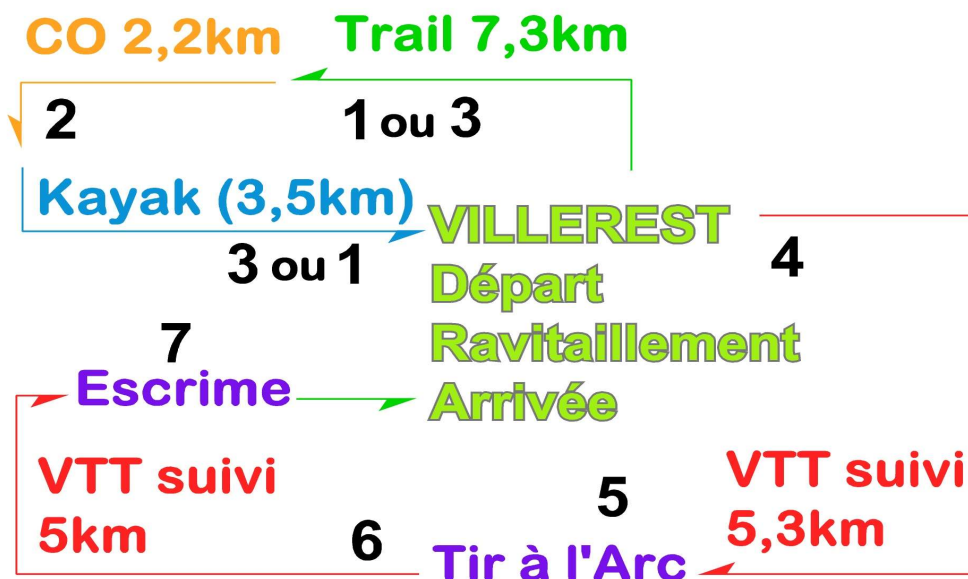 CO 2,2km
Trail 7,3km
2
1 ou 3
Kayak (3,5km)
3 ou 1
VILLEREST
Départ
Ravitaillement
Arrivée
4
7
Escrime
VTT suivi
5km
6
5
Tir à l'Arc
VTT suivi
5,3km